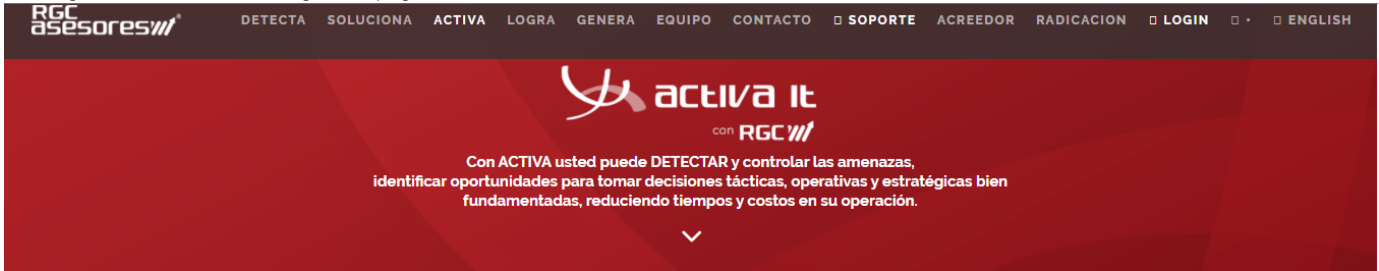 RGC
asesores
DETECTA SOLUCIONA ACTIVA LOGRA GENERA EQUIPO CONTACTO SOPORTE ACREEDOR RADICACION LOGIN ENGLISH
activa it
con RGC
Con ACTIVA usted puede DETECTAR y controlar las amenazas,
identificar oportunidades para tomar decisiones tácticas, operativas y estratégicas bien
fundamentadas, reduciendo tiempos y costos en su operación.